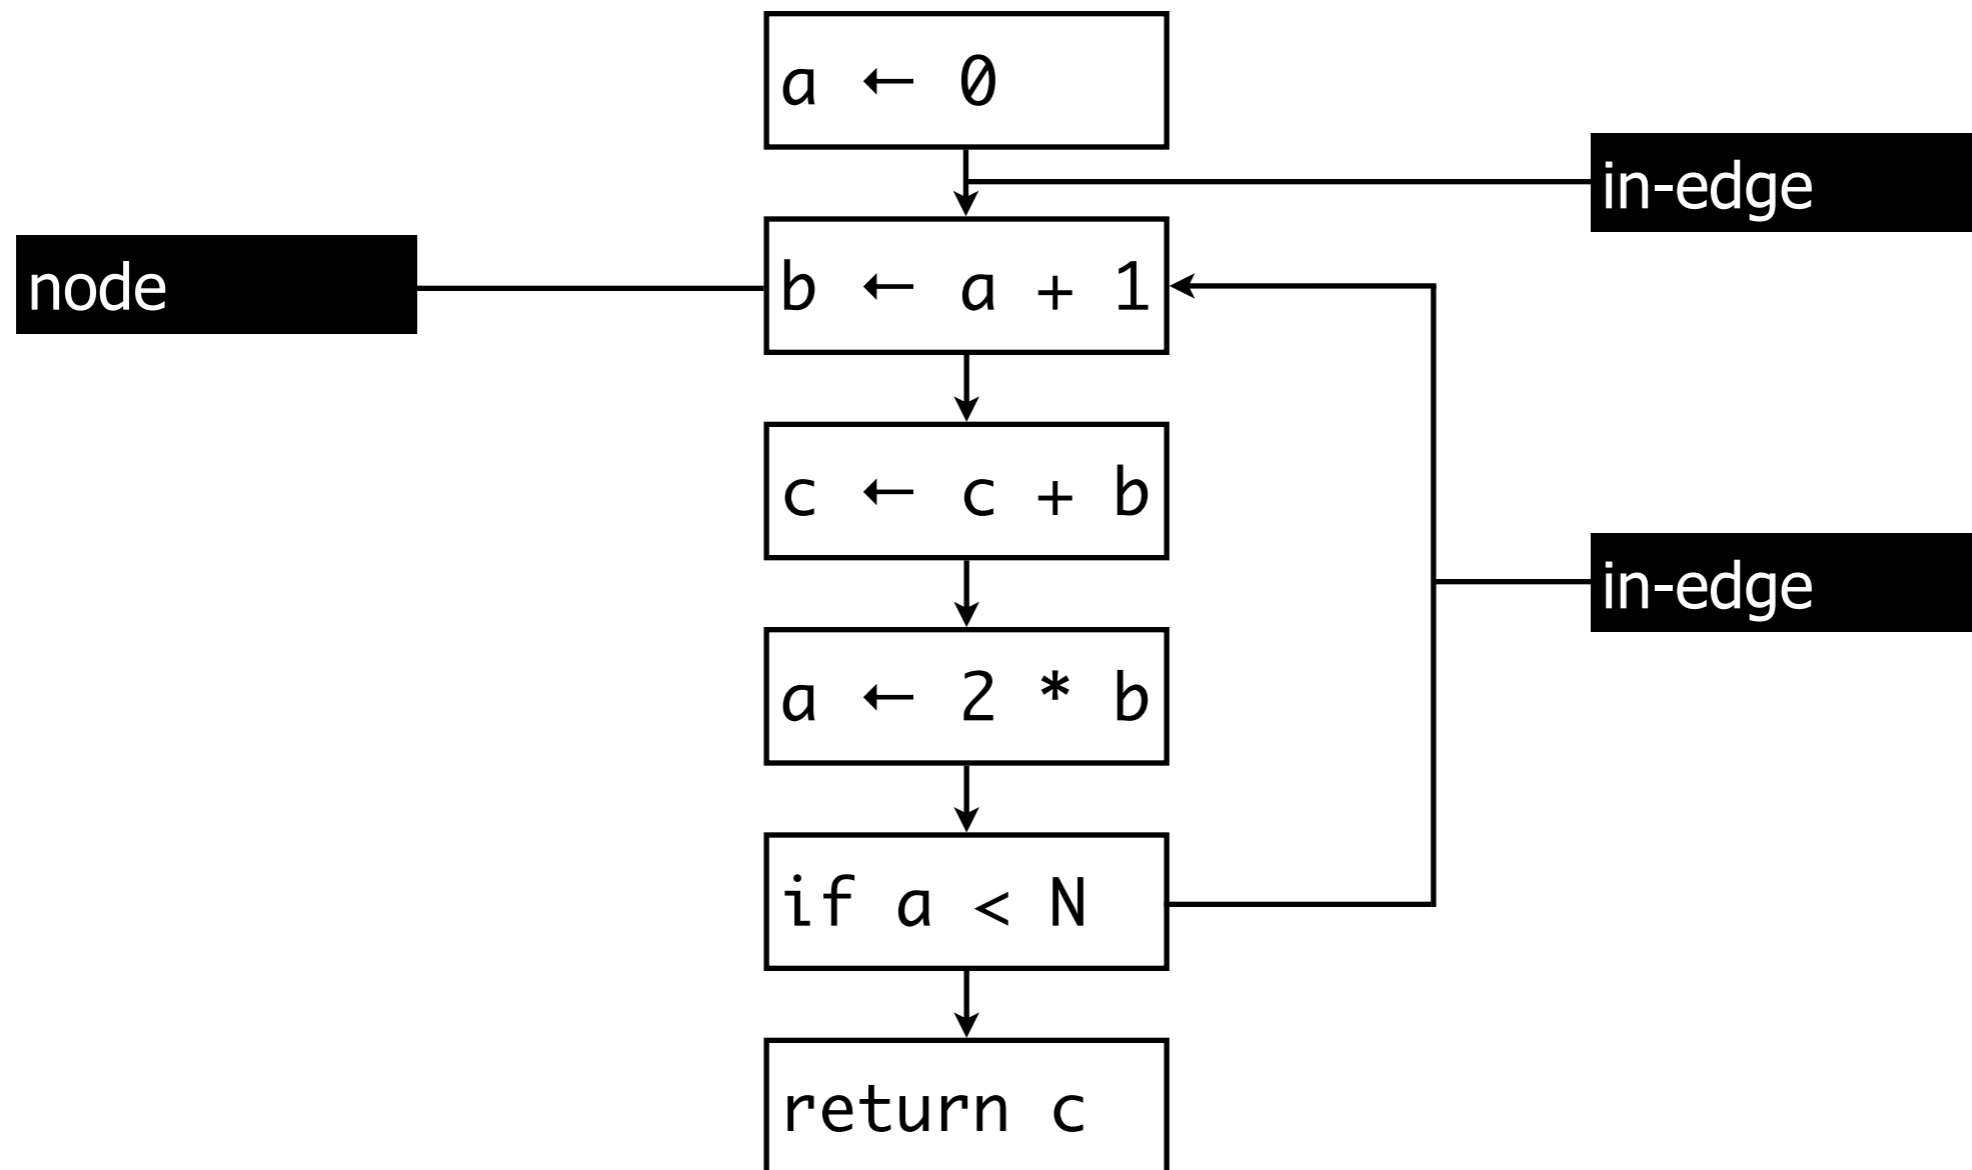 a ← 0
in-edge
node
b ← a + 1
c ← c + b
in-edge
a ← 2 * b
if a < N
return c